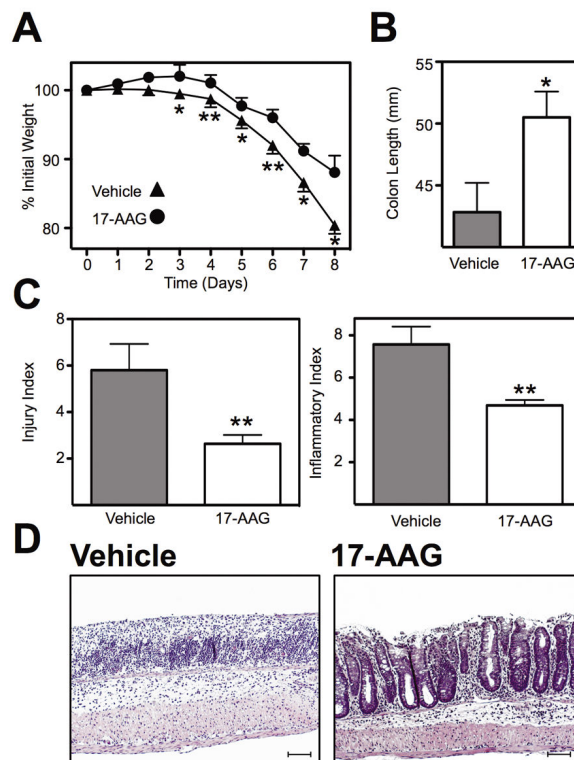 A
100
90
80
% Initial Weight
Vehicle
17-AAG
* ** * ** * *
0 1 2 3 4 5 6 7 8
Time (Days)
B
55
50
45
Colon Length (mm)
*
Vehicle 17-AAG
C
8
6
4
2
Injury Index
**
Vehicle 17-AAG
8
6
4
2
Inflammatory Index
**
Vehicle 17-AAG
D
Vehicle
17-AAG